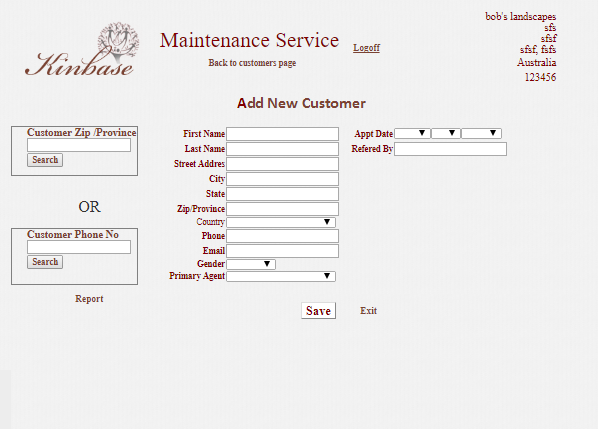 bob's landscapes
sfs
sfsf
sfsf, fsfs
Australia
123456
Kinbase
Maintenance Service
Logoff
Back to customers page
Add New Customer
Customer Zip /Province
Search
OR
Customer Phone No
Search
Report
First Name
Last Name
Street Addres
City
State
Zip/Province
Country
Phone
Email
Gender
Primary Agent
Appt Date
Refered By
Save
Exit